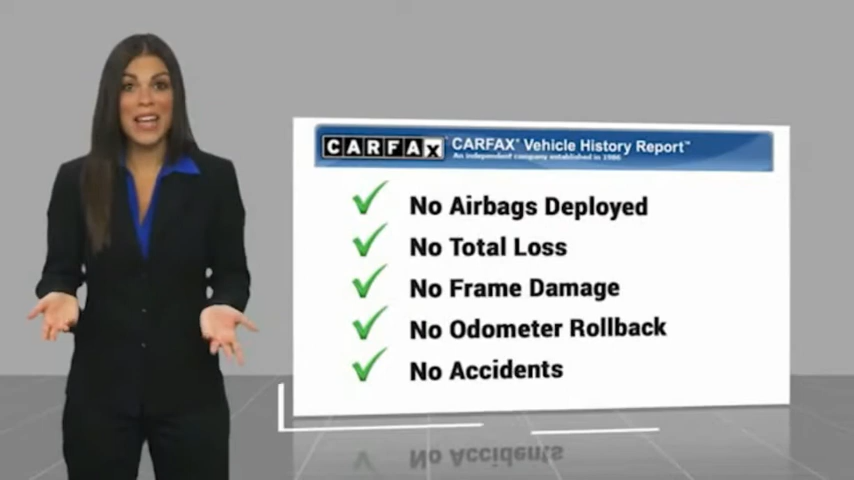 CARFAX CARFAX® Vehicle History Report™
An independent company established in 1986
No Airbags Deployed
No Total Loss
No Frame Damage
No Odometer Rollback
No Accidents
No Accidents